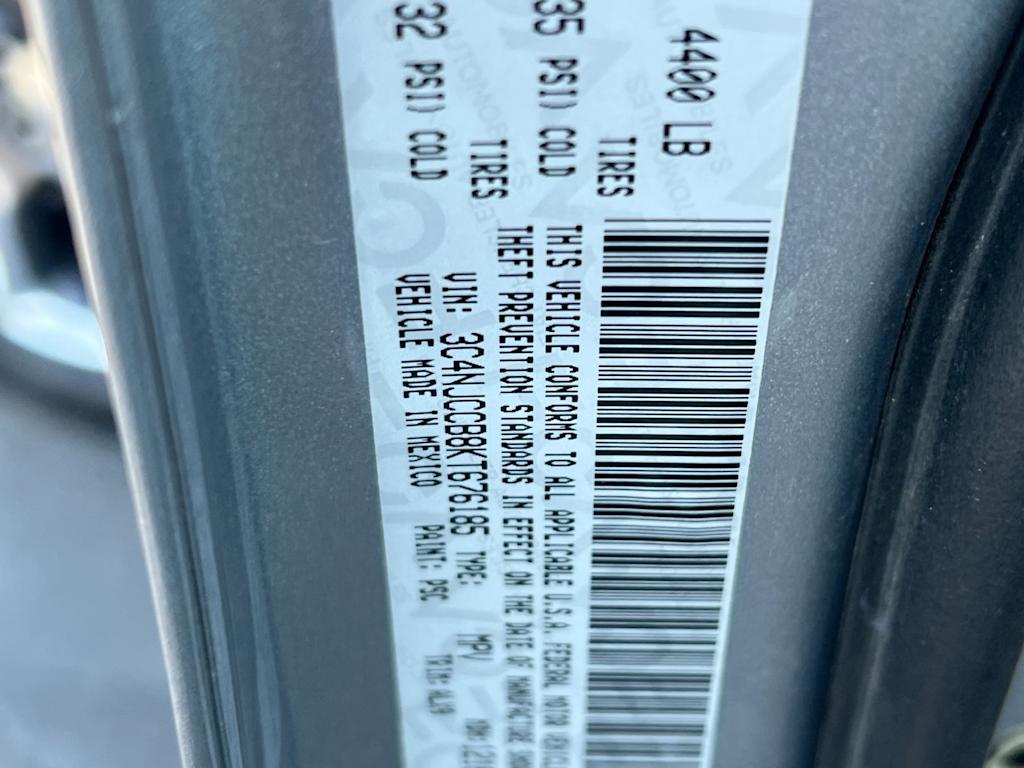 4400 LB
35 PSI) COLD
TIRES
32 PSI) COLD
TIRES
THIS VEHICLE CONFORMS TO ALL APPLICABLE U.S.A. FEDERAL MOTOR
THEFT PREVENTION STANDARDS IN EFFECT ON THE DATE OF MANUFACTURE
VIN: 3C4NJCCB8KT676185 TYPE: MPV
VEHICLE MADE IN MEXICO PAINT: PSC